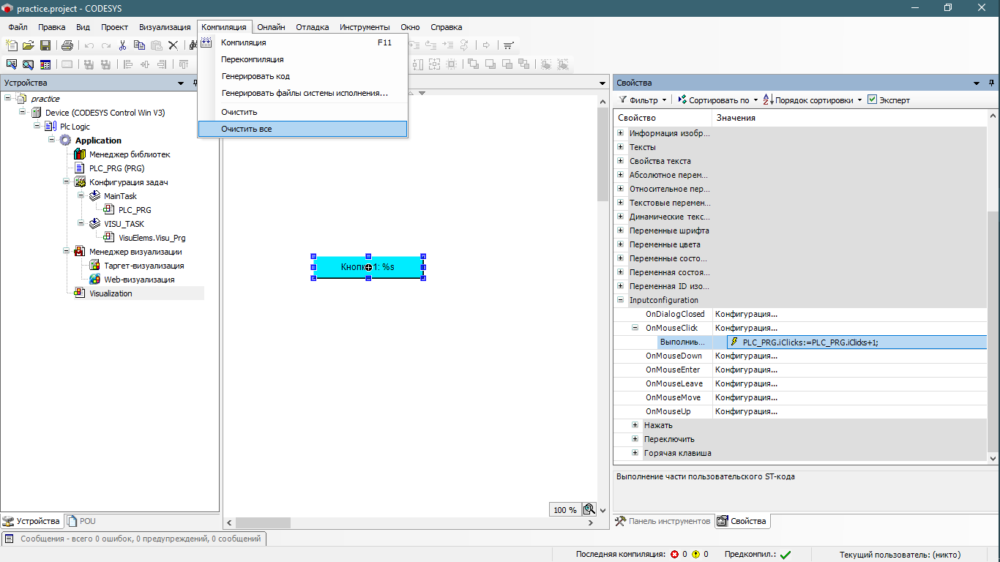 practice.project - CODESYS
Файл Правка Вид Проект Визуализация Компиляция Онлайн Отладка Инструменты Окно Справка
Компиляция F11
Перекомпиляция
Генерировать код
Генерировать файлы системы исполнения...
Очистить
Очистить все
Устройства
practice
Device (CODESYS Control Win V3)
Plc Logic
Application
Менеджер библиотек
PLC_PRG (PRG)
Конфигурация задач
MainTask
PLC_PRG
VISU_TASK
VisuElems.Visu_Prg
Менеджер визуализации
Таргет-визуализация
Web-визуализация
Visualization
Устройства POU
1: %s
100 %
Свойства
Фильтр Сортировать по Порядок сортировки Эксперт
Свойство Значения
Информация изобр...
Тексты
Свойства текста
Абсолютное перем...
Относительное пер...
Текстовые перемен...
Динамические текс...
Переменные шрифта
Переменные цвета
Переменные состо...
Переменная состоя...
Переменная ID изо...
Inputconfiguration
OnDialogClosed Конфигурация...
OnMouseClick Конфигурация...
Выполнить... PLC_PRG.iClicks:=PLC_PRG.iClicks+1;
OnMouseDown Конфигурация...
OnMouseEnter Конфигурация...
OnMouseLeave Конфигурация...
OnMouseMove Конфигурация...
OnMouseUp Конфигурация...
Нажать
Переключить
Горячая клавиша
Выполнение части пользовательского ST-кода
Панель инструментов Свойства
Сообщения - всего 0 ошибок, 0 предупреждений, 0 сообщений
Последняя компиляция: 0 0 Предкомпил.: Текущий пользователь: (никто)